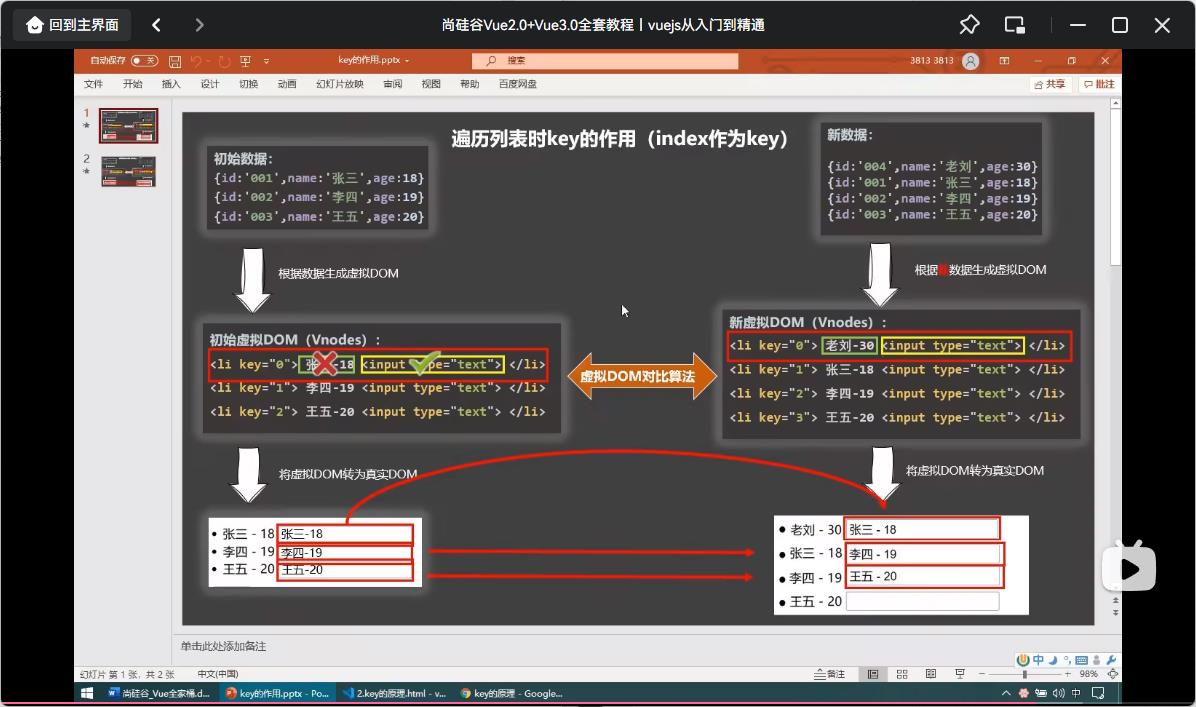 回到主界面
尚硅谷Vue2.0+Vue3.0全套教程丨vuejs从入门到精通
自动保存
关
key的作用.pptx
搜索
3813 3813
文件 开始 插入 设计 切换 动画 幻灯片放映 审阅 视图 帮助 百度网盘
共享 批注
1
2
遍历列表时key的作用（index作为key）
初始数据：
{id:'001',name:'张三',age:18}
{id:'002',name:'李四',age:19}
{id:'003',name:'王五',age:20}
新数据：
{id:'004',name:'老刘',age:30}
{id:'001',name:'张三',age:18}
{id:'002',name:'李四',age:19}
{id:'003',name:'王五',age:20}
根据数据生成虚拟DOM
根据新数据生成虚拟DOM
初始虚拟DOM（Vnodes）：
<li key="0"> 张三-18 <input type="text"> </li>
<li key="1"> 李四-19 <input type="text"> </li>
<li key="2"> 王五-20 <input type="text"> </li>
虚拟DOM对比算法
新虚拟DOM（Vnodes）：
<li key="0"> 老刘-30 <input type="text"> </li>
<li key="1"> 张三-18 <input type="text"> </li>
<li key="2"> 李四-19 <input type="text"> </li>
<li key="3"> 王五-20 <input type="text"> </li>
将虚拟DOM转为真实DOM
将虚拟DOM转为真实DOM
• 张三 - 18 张三-18
• 李四 - 19 李四-19
• 王五 - 20 王五-20
• 老刘 - 30 张三 - 18
• 张三 - 18 李四 - 19
• 李四 - 19 王五 - 20
• 王五 - 20
单击此处添加备注
幻灯片 第 1 张，共 2 张 中文(中国)
备注
98%
中
尚硅谷_Vue全家桶.d...
key的作用.pptx - Po...
2.key的原理.html - v...
key的原理 - Google...
中